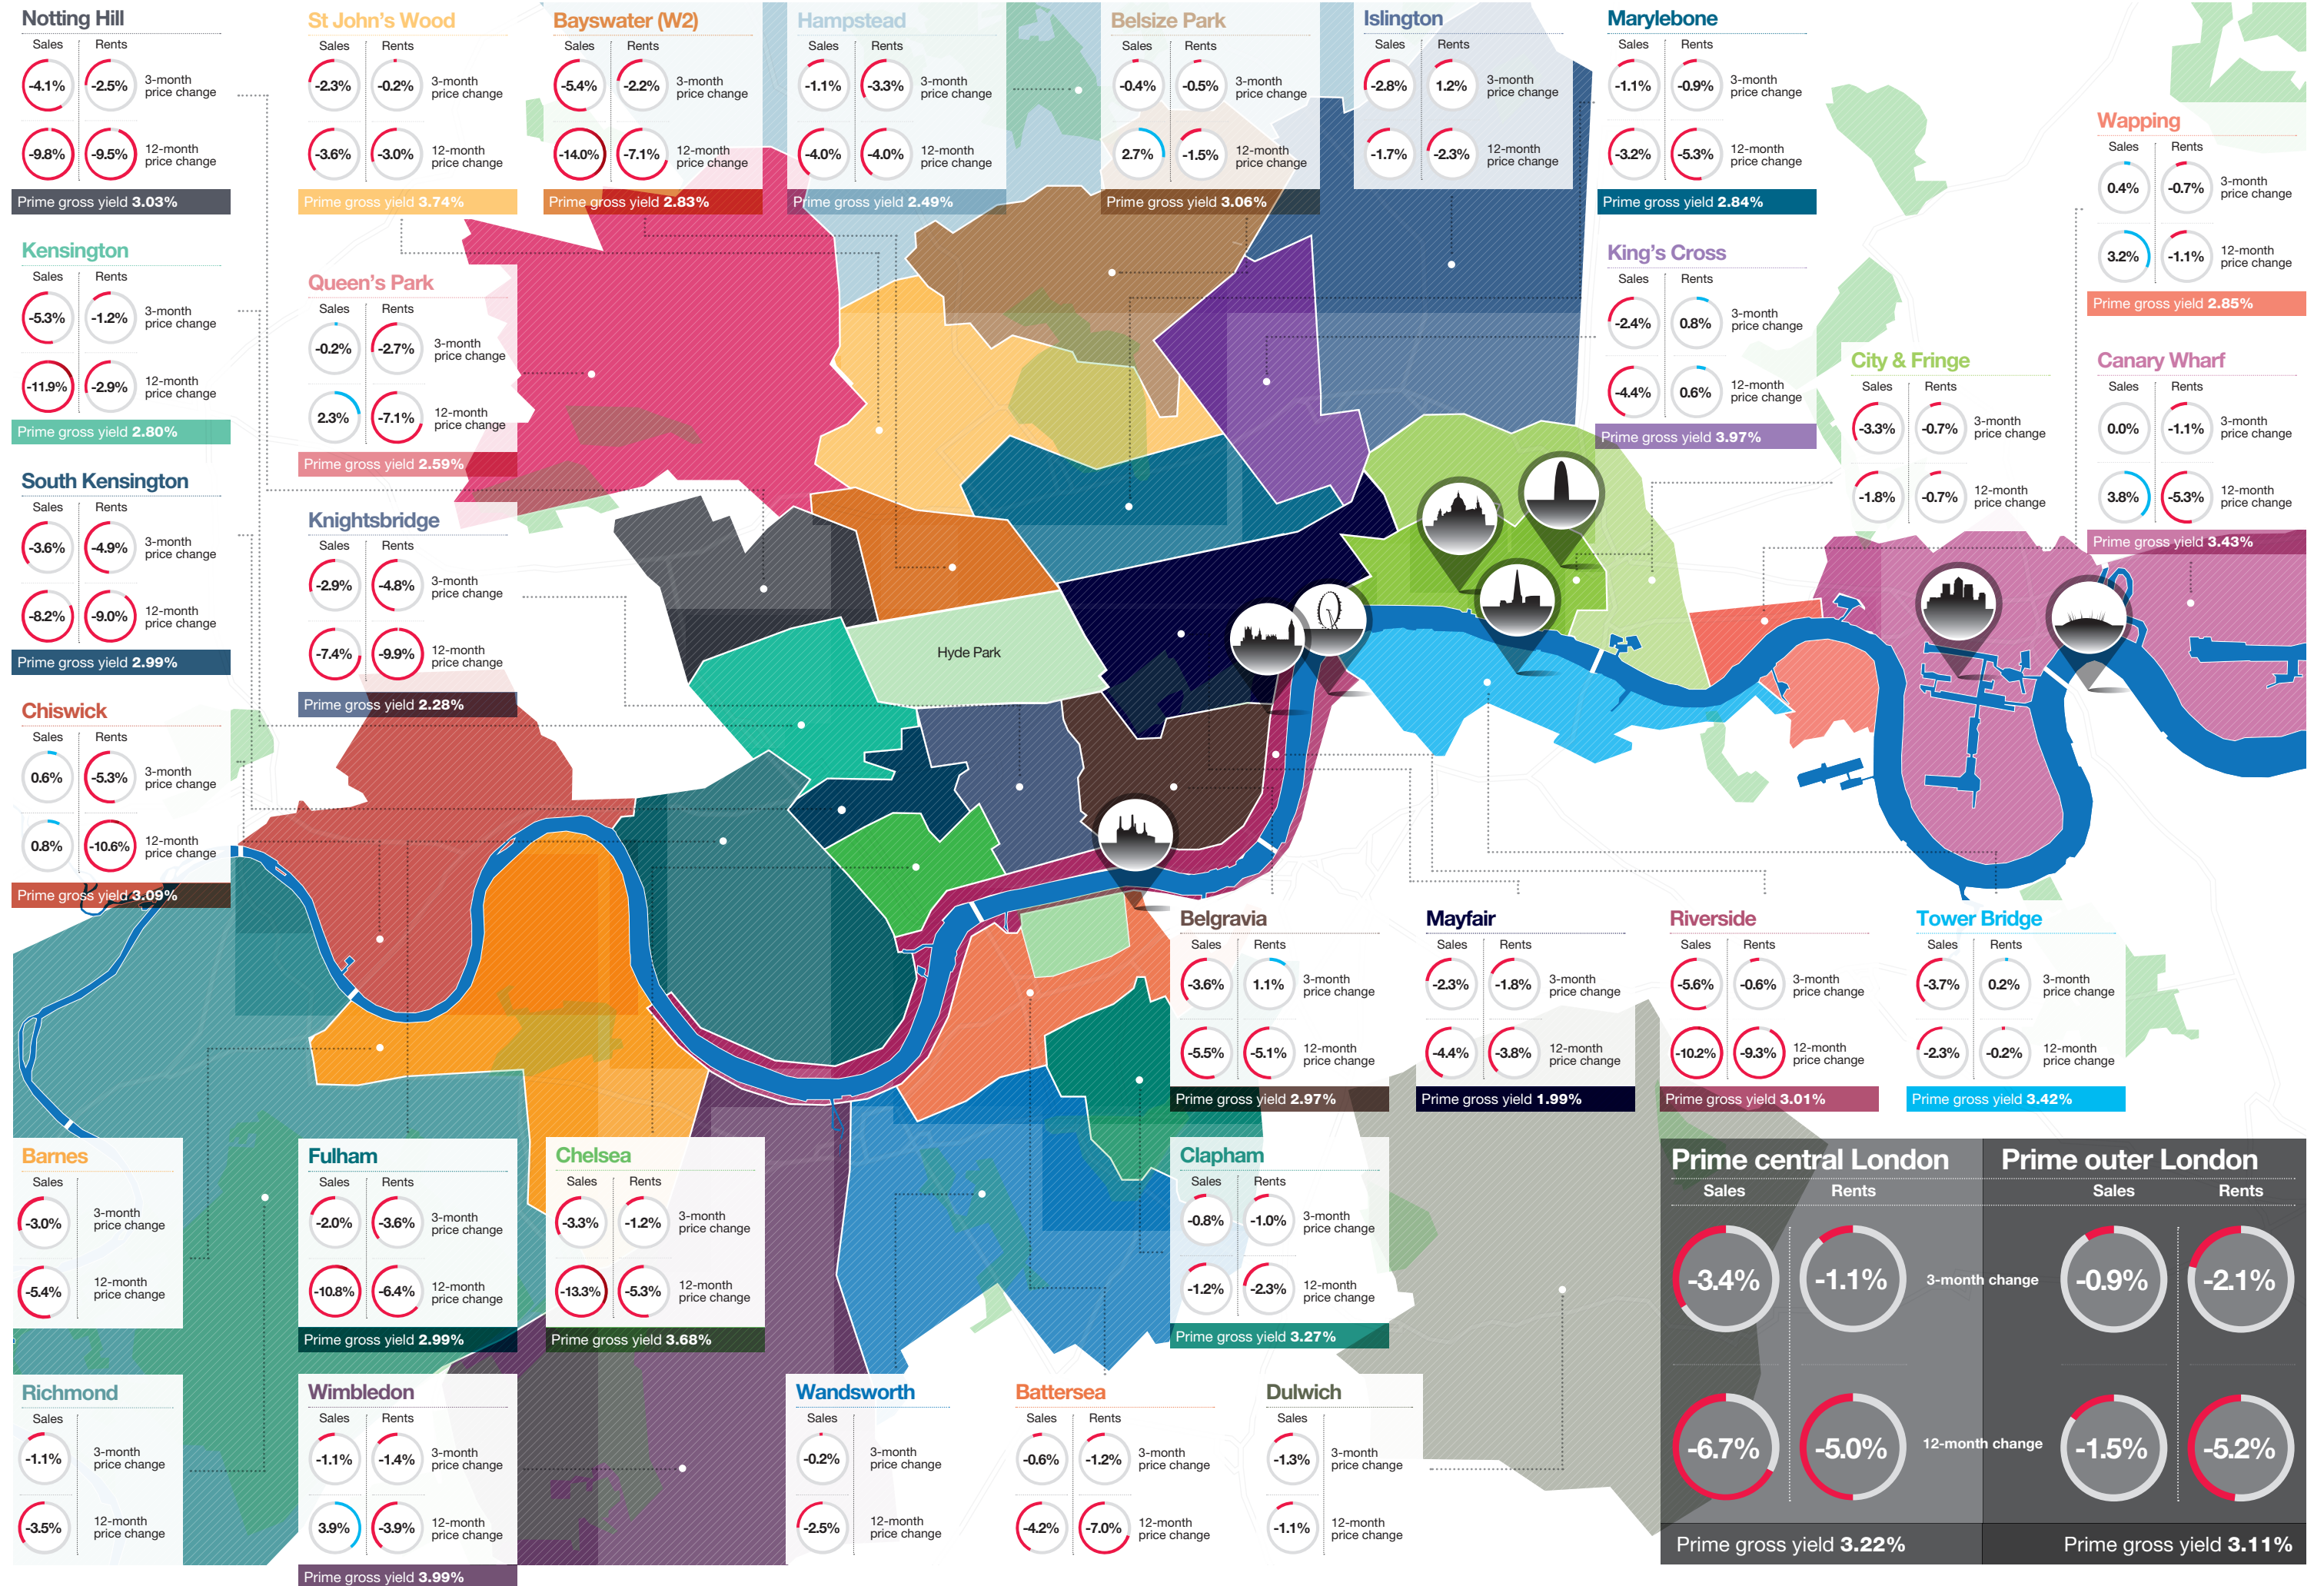 Notting Hill
Sales Rents
-4.1% -2.5% 3-month
price change
-9.8% -9.5% 12-month
price change
Prime gross yield 3.03%
St John's Wood
Sales Rents
-2.3% -0.2% 3-month
price change
-3.6% -3.0% 12-month
price change
Prime gross yield 3.74%
Bayswater (W2)
Sales Rents
-5.4% -2.2% 3-month
price change
-14.0% -7.1% 12-month
price change
Prime gross yield 2.83%
Hampstead
Sales Rents
-1.1% -3.3% 3-month
price change
-4.0% -4.0% 12-month
price change
Prime gross yield 2.49%
Belsize Park
Sales Rents
-0.4% -0.5% 3-month
price change
2.7% -1.5% 12-month
price change
Prime gross yield 3.06%
Islington
Sales Rents
-2.8% 1.2% 3-month
price change
-1.7% -2.3% 12-month
price change
Marylebone
Sales Rents
-1.1% -0.9% 3-month
price change
-3.2% -5.3% 12-month
price change
Prime gross yield 2.84%
Wapping
Sales Rents
0.4% -0.7% 3-month
price change
3.2% -1.1% 12-month
price change
Prime gross yield 2.85%
Kensington
Sales Rents
-5.3% -1.2% 3-month
price change
-11.9% -2.9% 12-month
price change
Prime gross yield 2.80%
Queen's Park
Sales Rents
-0.2% -2.7% 3-month
price change
2.3% -7.1% 12-month
price change
Prime gross yield 2.59%
King's Cross
Sales Rents
-2.4% 0.8% 3-month
price change
-4.4% 0.6% 12-month
price change
Prime gross yield 3.97%
City & Fringe
Sales Rents
-3.3% -0.7% 3-month
price change
-1.8% -0.7% 12-month
price change
Canary Wharf
Sales Rents
0.0% -1.1% 3-month
price change
3.8% -5.3% 12-month
price change
Prime gross yield 3.43%
South Kensington
Sales Rents
-3.6% -4.9% 3-month
price change
-8.2% -9.0% 12-month
price change
Prime gross yield 2.99%
Knightsbridge
Sales Rents
-2.9% -4.8% 3-month
price change
-7.4% -9.9% 12-month
price change
Prime gross yield 2.28%
Hyde Park
Chiswick
Sales Rents
0.6% -5.3% 3-month
price change
0.8% -10.6% 12-month
price change
Prime gross yield 3.09%
Belgravia
Sales Rents
-3.6% 1.1% 3-month
price change
-5.5% -5.1% 12-month
price change
Prime gross yield 2.97%
Mayfair
Sales Rents
-2.3% -1.8% 3-month
price change
-4.4% -3.8% 12-month
price change
Prime gross yield 1.99%
Riverside
Sales Rents
-5.6% -0.6% 3-month
price change
-10.2% -9.3% 12-month
price change
Prime gross yield 3.01%
Tower Bridge
Sales Rents
-3.7% 0.2% 3-month
price change
-2.3% -0.2% 12-month
price change
Prime gross yield 3.42%
Barnes
Sales
-3.0% 3-month
price change
-5.4% 12-month
price change
Fulham
Sales Rents
-2.0% -3.6% 3-month
price change
-10.8% -6.4% 12-month
price change
Prime gross yield 2.99%
Chelsea
Sales Rents
-3.3% -1.2% 3-month
price change
-13.3% -5.3% 12-month
price change
Prime gross yield 3.68%
Clapham
Sales Rents
-0.8% -1.0% 3-month
price change
-1.2% -2.3% 12-month
price change
Prime gross yield 3.27%
Richmond
Sales
-1.1% 3-month
price change
-3.5% 12-month
price change
Wimbledon
Sales Rents
-1.1% -1.4% 3-month
price change
3.9% -3.9% 12-month
price change
Prime gross yield 3.99%
Wandsworth
Sales
-0.2% 3-month
price change
-2.5% 12-month
price change
Battersea
Sales Rents
-0.6% -1.2% 3-month
price change
-4.2% -7.0% 12-month
price change
Dulwich
Sales
-1.3% 3-month
price change
-1.1% 12-month
price change
Prime central London Prime outer London
Sales Rents Sales Rents
-3.4% -1.1% 3-month change -0.9% -2.1%
-6.7% -5.0% 12-month change -1.5% -5.2%
Prime gross yield 3.22% Prime gross yield 3.11%